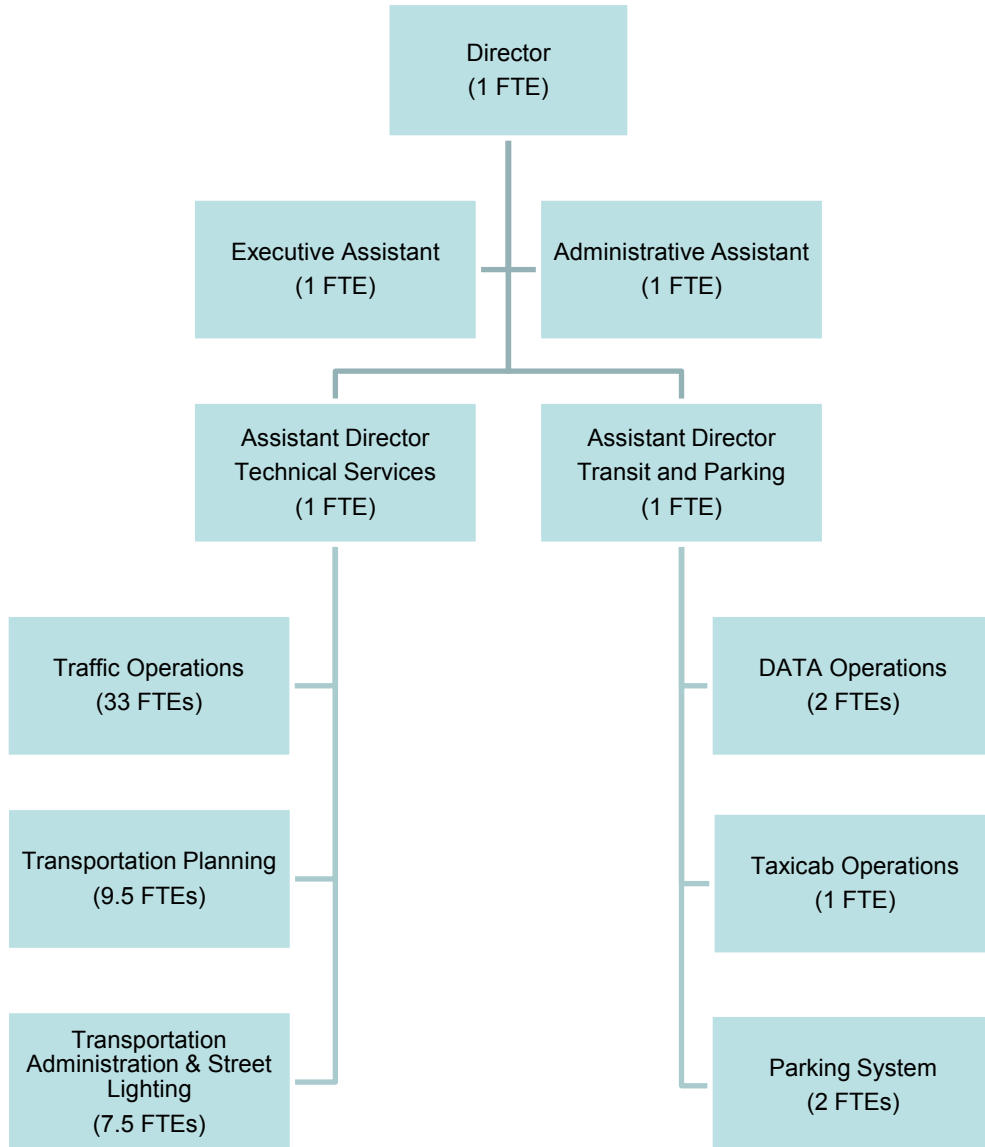 Director
(1 FTE)
Executive Assistant
(1 FTE)
Administrative Assistant
(1 FTE)
Assistant Director
Technical Services
(1 FTE)
Assistant Director
Transit and Parking
(1 FTE)
Traffic Operations
(33 FTEs)
DATA Operations
(2 FTEs)
Transportation Planning
(9.5 FTEs)
Taxicab Operations
(1 FTE)
Transportation
Administration & Street
Lighting
(7.5 FTEs)
Parking System
(2 FTEs)